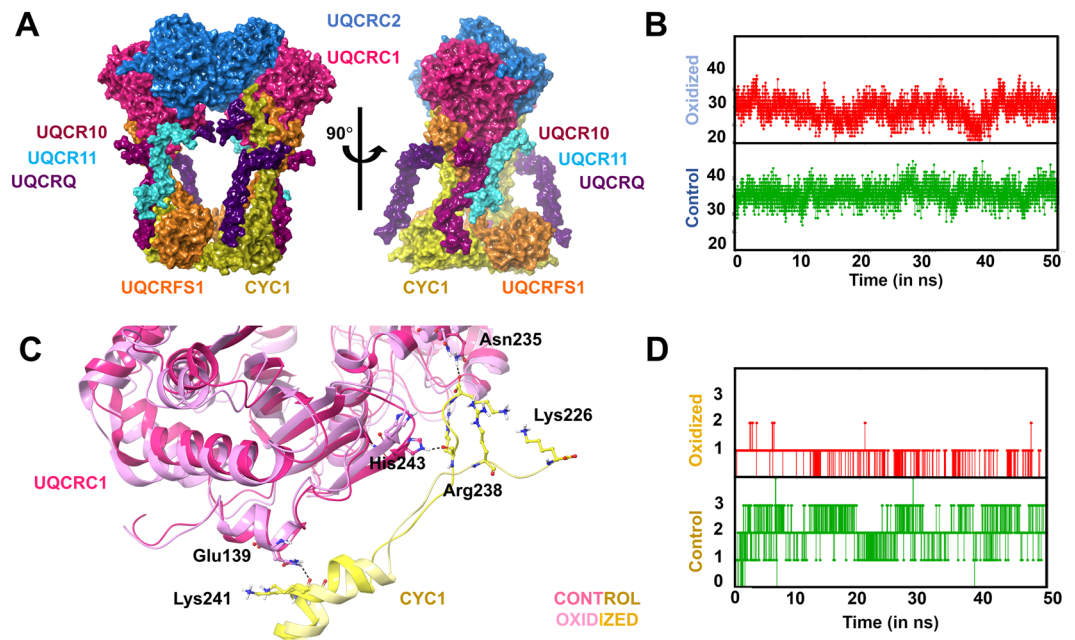 A
UQCRC2
UQCRC1
UQCR10
UQCR11
UQCRQ
90°
UQCR10
UQCR11
UQCRQ
UQCRFS1
CYC1
CYC1
UQCRFS1
B
Oxidized
40
30
20
Control
40
30
20
0
10
20
30
40
50
Time (in ns)
C
Asn235
Lys226
His243
Arg238
UQCRC1
Glu139
Lys241
CYC1
CONTROL
OXIDIZED
D
Oxidized
3
2
1
Control
3
2
1
0
0
10
20
30
40
50
Time (in ns)